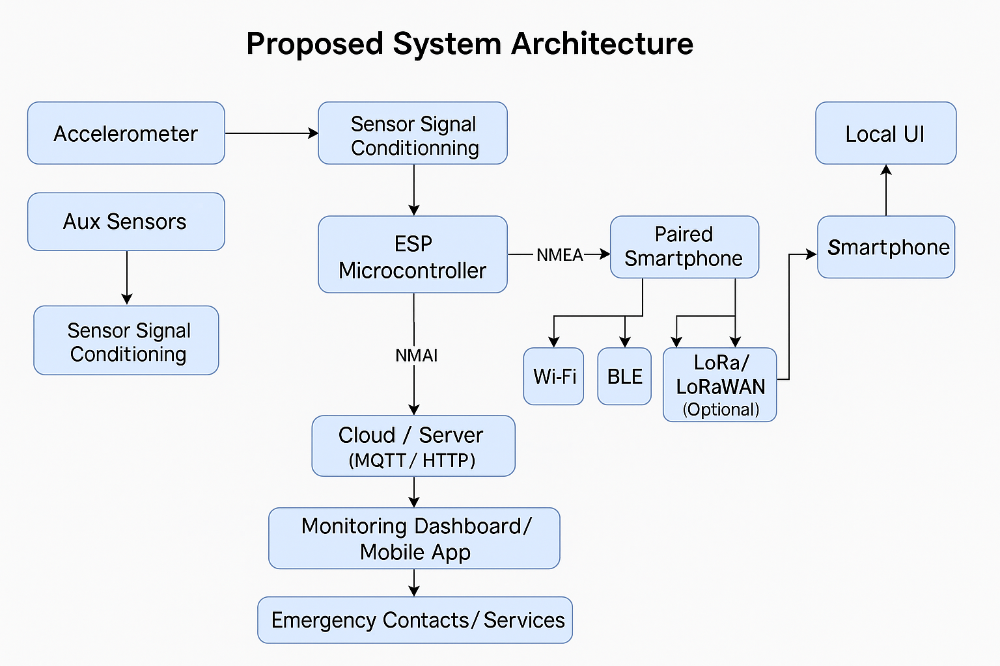 Proposed System Architecture
Accelerometer
Sensor Signal
Conditionning
Local UI
Aux Sensors
ESP
Microcontroller
NMEA
Paired
Smartphone
Smartphone
Sensor Signal
Conditioning
NMAI
Wi-Fi
BLE
LoRa/
LoRaWAN
(Optional)
Cloud / Server
(MQTT / HTTP)
Monitoring Dashboard/
Mobile App
Emergency Contacts/Services